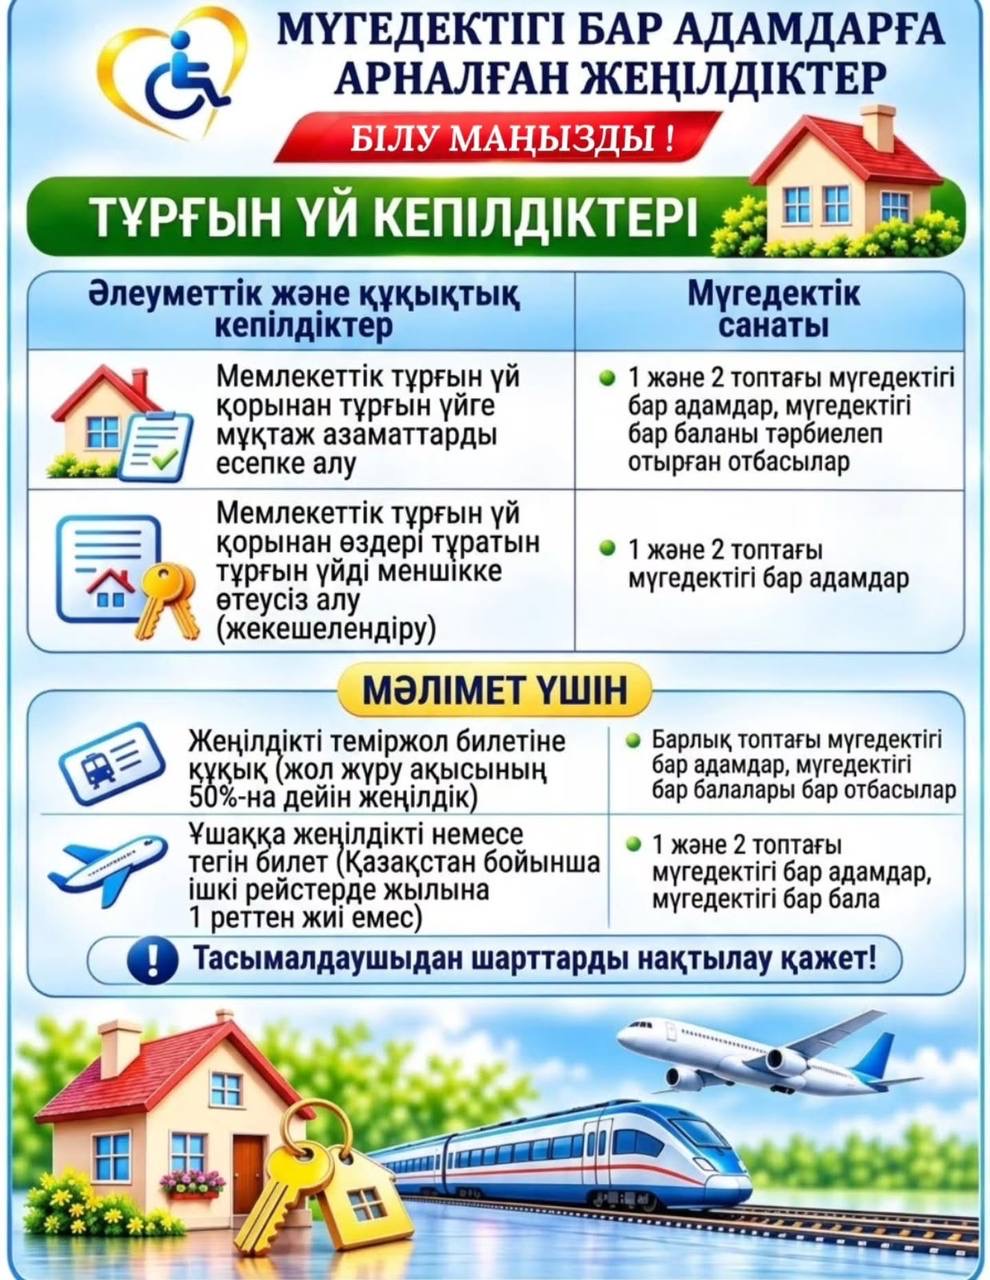 МҮГЕДЕКТІГІ БАР АДАМДАРҒА
АРНАЛҒАН ЖЕҢІЛДІКТЕР
БІЛУ МАҢЫЗДЫ !
ТҰРҒЫН ҮЙ КЕПІЛДІКТЕРІ
Әлеуметтік және құқықтық
кепілдіктер
Мүгедектік
санаты
Мемлекеттік тұрғын үй
қорынан тұрғын үйге
мұқтаж азаматтарды
есепке алу
1 және 2 топтағы мүгедектігі
бар адамдар, мүгедектігі
бар баланы тәрбиелеп
отырған отбасылар
Мемлекеттік тұрғын үй
қорынан өздері тұратын
тұрғын үйді меншікке
өтеусіз алу
(жекешелендіру)
1 және 2 топтағы
мүгедектігі бар адамдар
МӘЛІМЕТ ҮШІН
Жеңілдікті теміржол билетіне
құқық (жол жүру ақысының
50%-на дейін жеңілдік)
Барлық топтағы мүгедектігі
бар адамдар, мүгедектігі
бар балалары бар отбасылар
Ұшаққа жеңілдікті немесе
тегін билет (Қазақстан бойынша
ішкі рейстерде жылына
1 реттен жиі емес)
1 және 2 топтағы
мүгедектігі бар адамдар,
мүгедектігі бар бала
! Тасымалдаушыдан шарттарды нақтылау қажет!